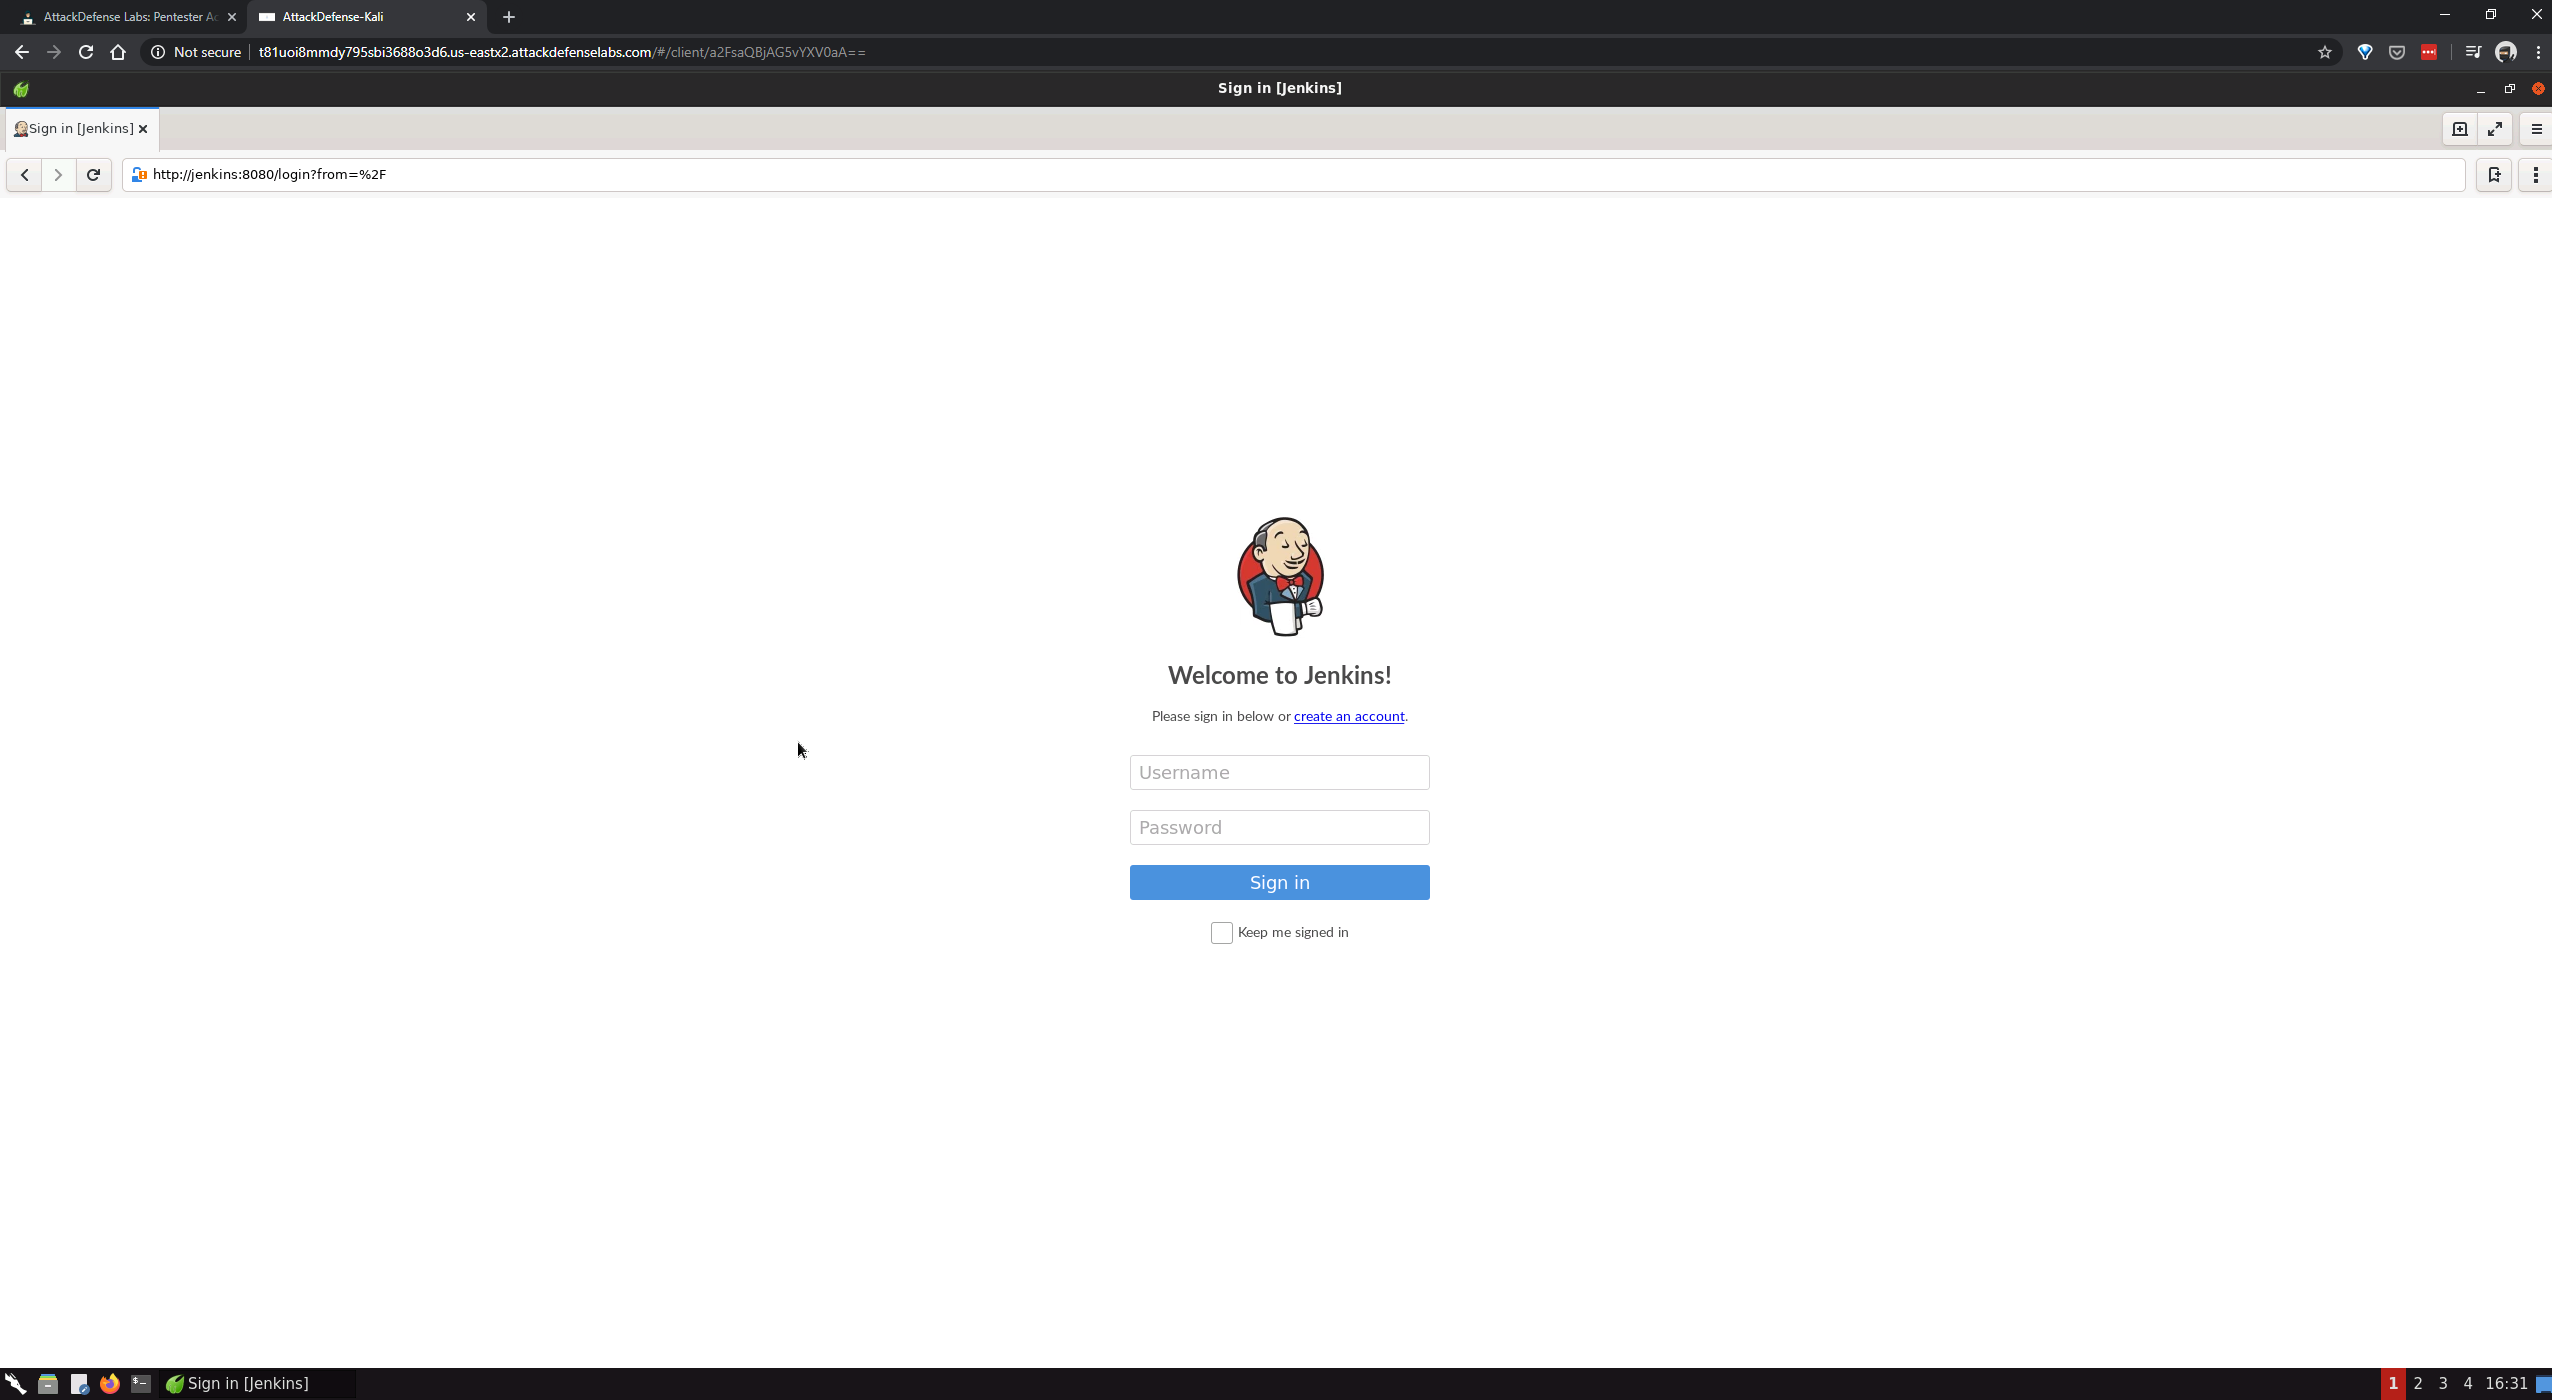 AttackDefense Labs: Pentester Ac
AttackDefense-Kali
Not secure t81uoi8mmdy795sbi3688o3d6.us-eastx2.attackdefenselabs.com/#/client/a2FsaQBjAG5vYXV0aA==
Sign in [Jenkins]
Sign in [Jenkins]
http://jenkins:8080/login?from=%2F
Welcome to Jenkins!
Please sign in below or create an account.
Username
Password
Sign in
Keep me signed in
Sign in [Jenkins]
1 2 3 4 16:31